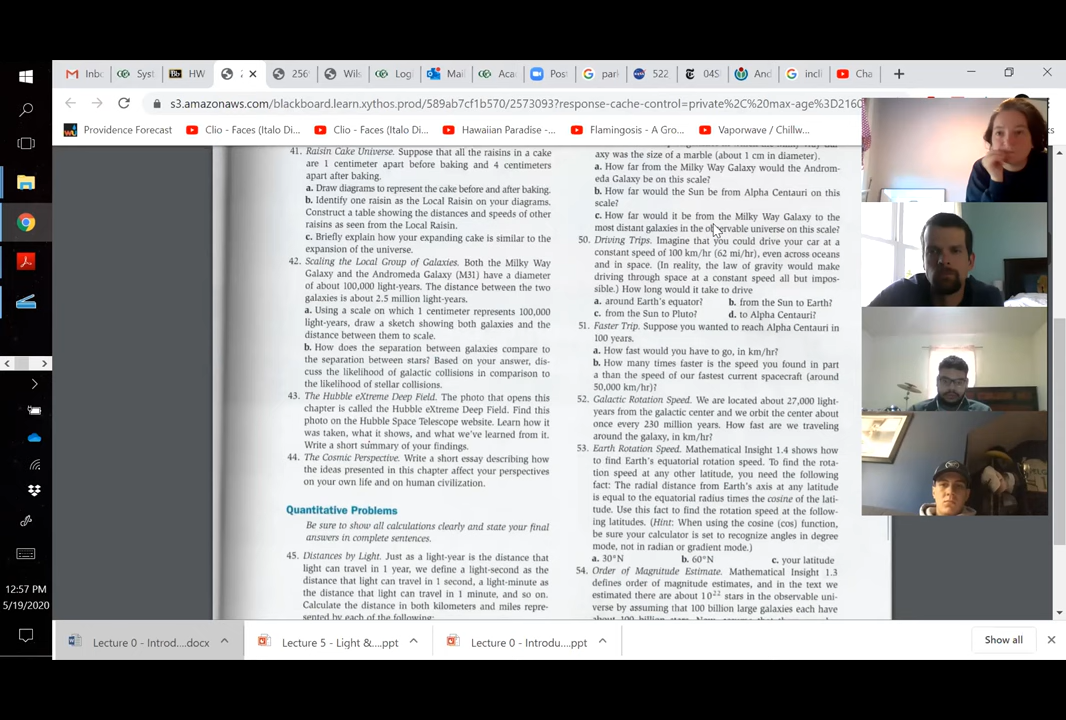 Inbo
Syst
HW
2
256
Wils
Logi
Mail
Aca
Post
park
522
04S
And
incli
Cha
s3.amazonaws.com/blackboard.learn.xythos.prod/589ab7cf1b570/2573093?response-cache-control=private%2C%20max-age%3D2160
Providence Forecast
Clio - Faces (Italo Di...
Clio - Faces (Italo Di...
Hawaiian Paradise -...
Flamingosis - A Gro...
Vaporwave / Chillw...
41. Raisin Cake Universe. Suppose that all the raisins in a cake
are 1 centimeter apart before baking and 4 centimeters
apart after baking.
a. Draw diagrams to represent the cake before and after baking.
b. Identify one raisin as the Local Raisin on your diagrams.
Construct a table showing the distances and speeds of other
raisins as seen from the Local Raisin.
c. Briefly explain how your expanding cake is similar to the
expansion of the universe.
42. Scaling the Local Group of Galaxies. Both the Milky Way
Galaxy and the Andromeda Galaxy (M31) have a diameter
of about 100,000 light-years. The distance between the two
galaxies is about 2.5 million light-years.
a. Using a scale on which 1 centimeter represents 100,000
light-years, draw a sketch showing both galaxies and the
distance between them to scale.
b. How does the separation between galaxies compare to
the separation between stars? Based on your answer, dis-
cuss the likelihood of galactic collisions in comparison to
the likelihood of stellar collisions.
43. The Hubble eXtreme Deep Field. The photo that opens this
chapter is called the Hubble eXtreme Deep Field. Find this
photo on the Hubble Space Telescope website. Learn how it
was taken, what it shows, and what we've learned from it.
Write a short summary of your findings.
44. The Cosmic Perspective. Write a short essay describing how
the ideas presented in this chapter affect your perspectives
on your own life and on human civilization.
Quantitative Problems
Be sure to show all calculations clearly and state your final
answers in complete sentences.
45. Distances by Light. Just as a light-year is the distance that
light can travel in 1 year, we define a light-second as the
distance that light can travel in 1 second, a light-minute as
the distance that light can travel in 1 minute, and so on.
Calculate the distance in both kilometers and miles repre-
sented by each of the following:
axy was the size of a marble (about 1 cm in diameter).
a. How far from the Milky Way Galaxy would the Androm-
eda Galaxy be on this scale?
b. How far would the Sun be from Alpha Centauri on this
scale?
c. How far would it be from the Milky Way Galaxy to the
most distant galaxies in the observable universe on this scale?
50. Driving Trips. Imagine that you could drive your car at a
constant speed of 100 km/hr (62 mi/hr), even across oceans
and in space. (In reality, the law of gravity would make
driving through space at a constant speed all but impos-
sible.) How long would it take to drive
a. around Earth's equator? b. from the Sun to Earth?
c. from the Sun to Pluto? d. to Alpha Centauri?
51. Faster Trip. Suppose you wanted to reach Alpha Centauri in
100 years.
a. How fast would you have to go, in km/hr?
b. How many times faster is the speed you found in part
a than the speed of our fastest current spacecraft (around
50,000 km/hr)?
52. Galactic Rotation Speed. We are located about 27,000 light-
years from the galactic center and we orbit the center about
once every 230 million years. How fast are we traveling
around the galaxy, in km/hr?
53. Earth Rotation Speed. Mathematical Insight 1.4 shows how
to find Earth's equatorial rotation speed. To find the rota-
tion speed at any other latitude, you need the following
fact: The radial distance from Earth's axis at any latitude
is equal to the equatorial radius times the cosine of the lati-
tude. Use this fact to find the rotation speed at the follow-
ing latitudes. (Hint: When using the cosine (cos) function,
be sure your calculator is set to recognize angles in degree
mode, not in radian or gradient mode.)
a. 30°N b. 60°N c. your latitude
54. Order of Magnitude Estimate. Mathematical Insight 1.3
defines order of magnitude estimates, and in the text we
estimated there are about 10²² stars in the observable uni-
verse by assuming that 100 billion large galaxies each have
12:57 PM
5/19/2020
Lecture 0 - Introd....docx
Lecture 5 - Light &....ppt
Lecture 0 - Introdu....ppt
Show all